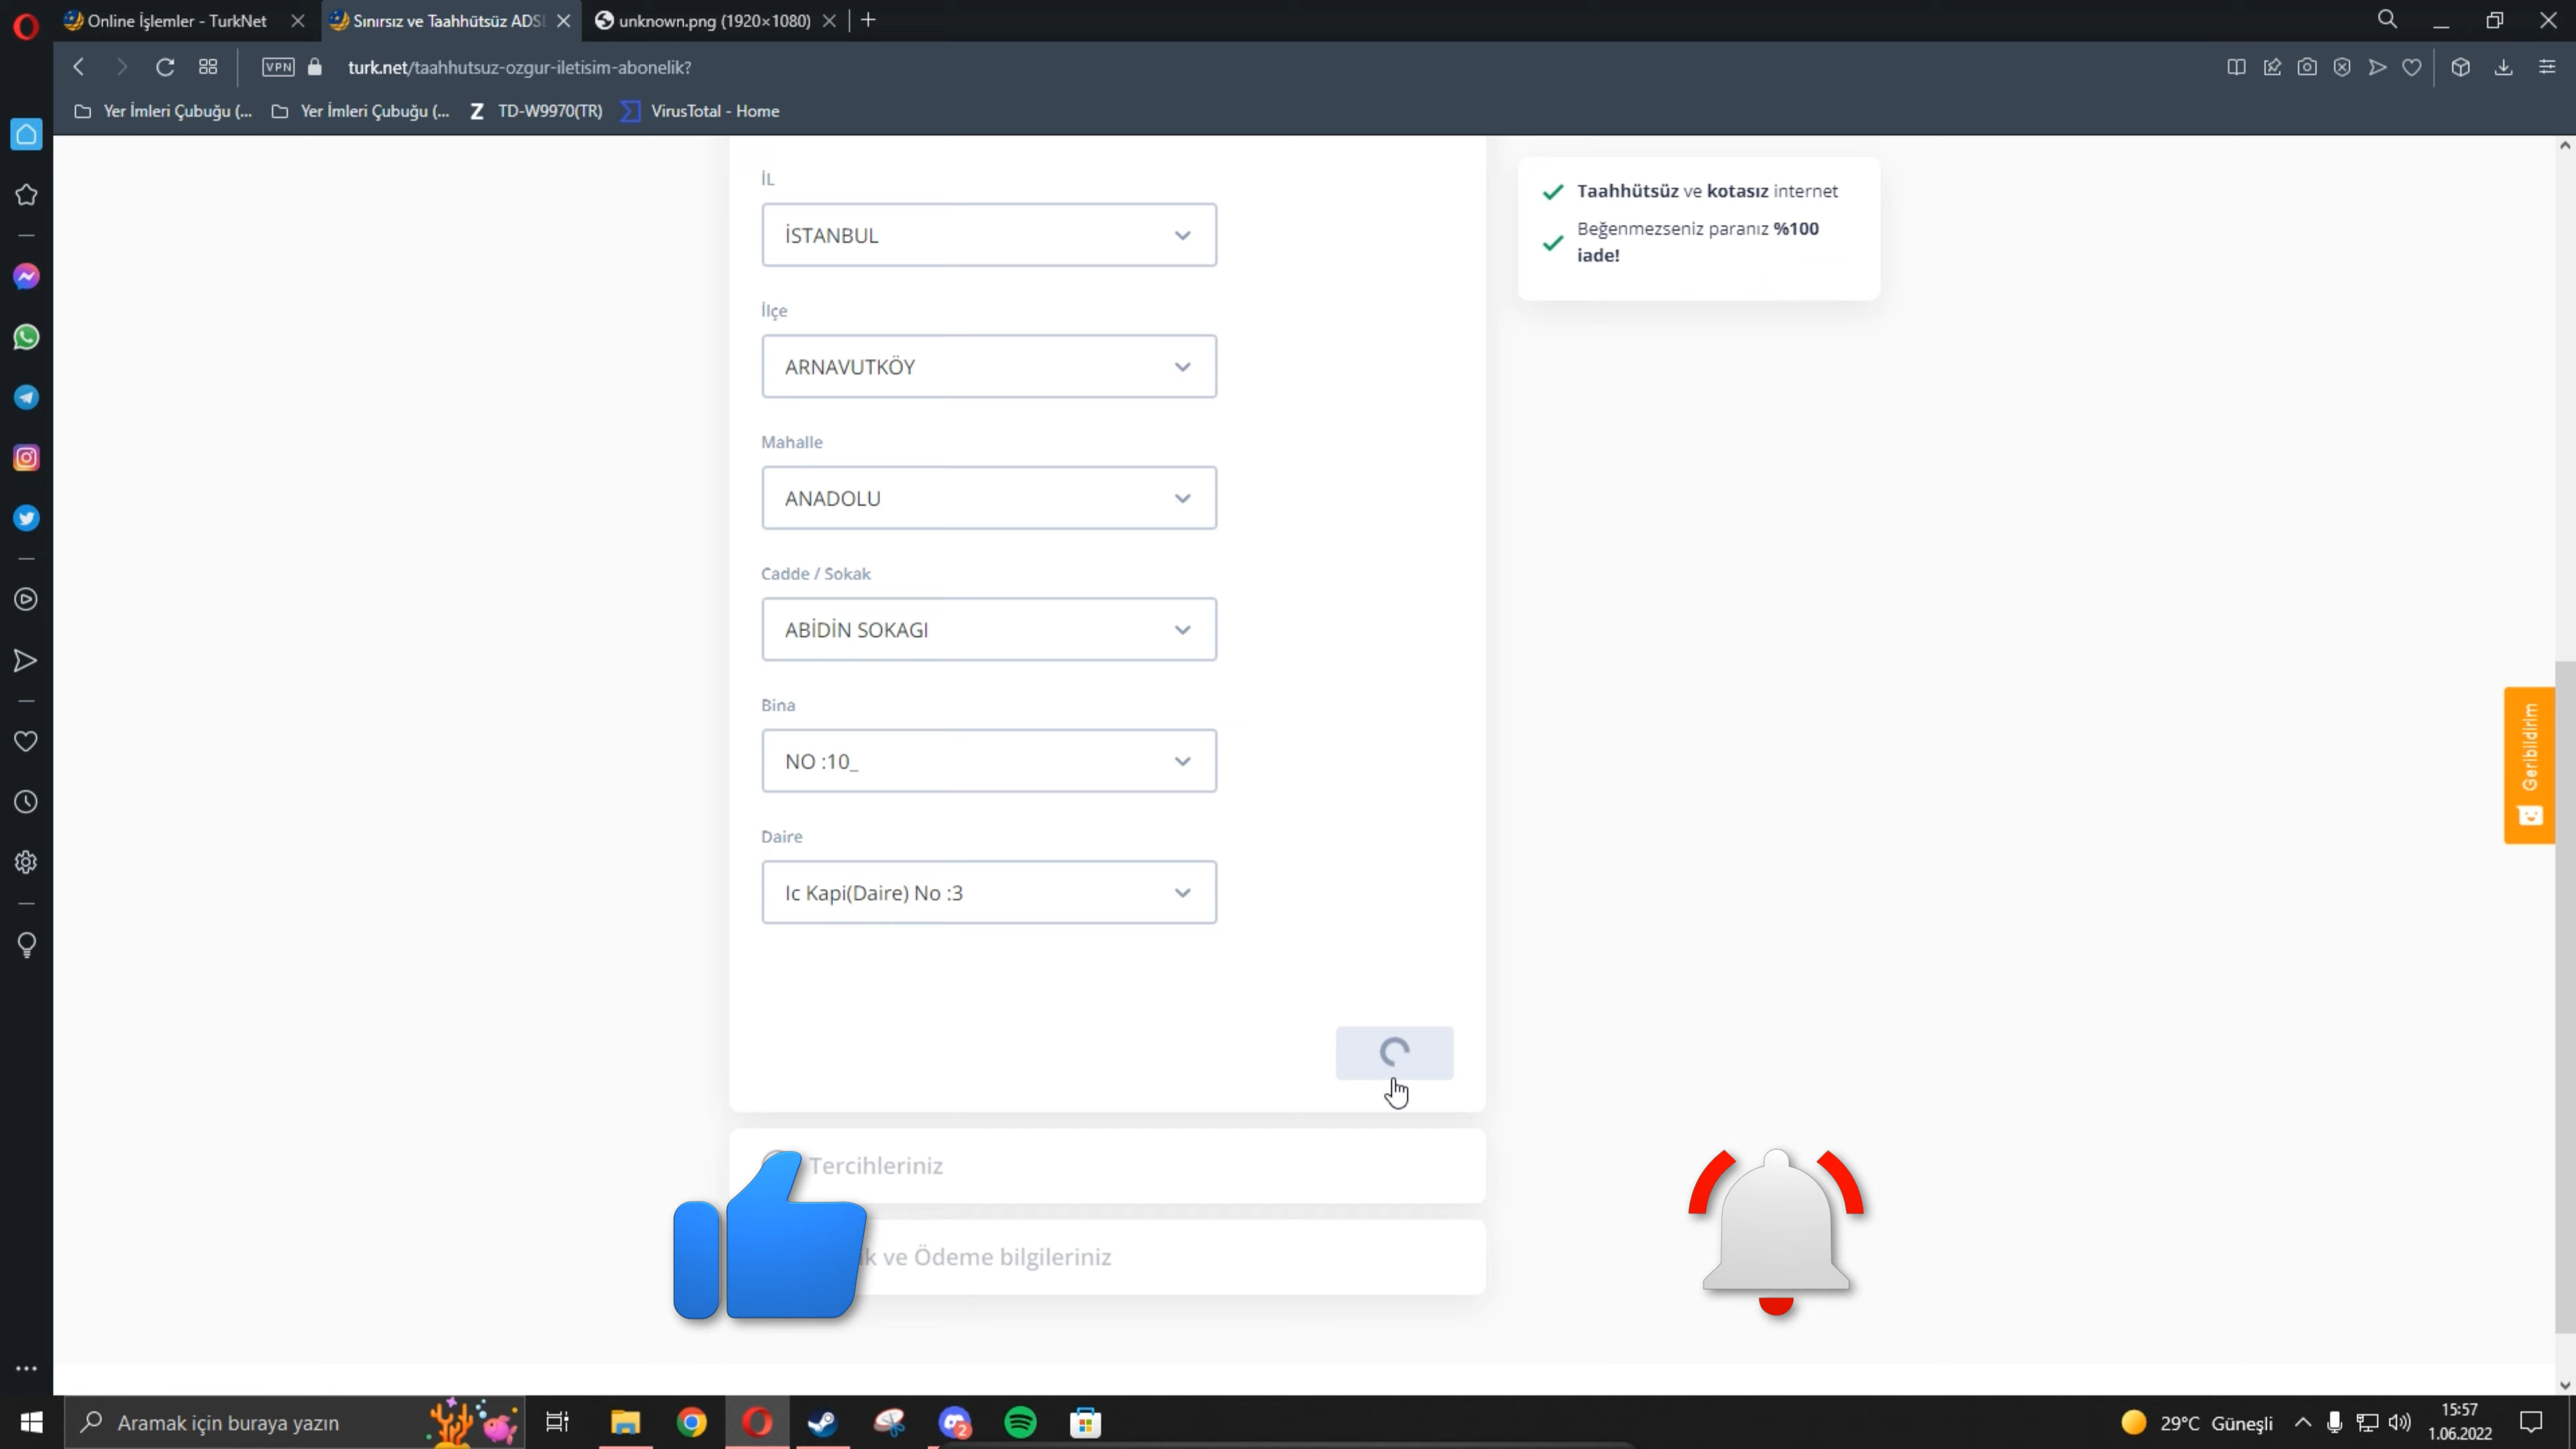 Online İşlemler - TurkNet
Sınırsız ve Taahhütsüz ADS
unknown.png (1920×1080)
VPN
turk.net/taahhutsuz-ozgur-iletisim-abonelik?
Yer İmleri Çubuğu (...
Yer İmleri Çubuğu (...
Z TD-W9970(TR)
VirusTotal - Home
İL
İSTANBUL
İlçe
ARNAVUTKÖY
Mahalle
ANADOLU
Cadde / Sokak
ABİDİN SOKAGI
Bina
NO :10_
Daire
Ic Kapi(Daire) No :3
Taahhütsüz ve kotasız internet
Beğenmezseniz paranız %100
iade!
Geribildirim
Tercihleriniz
ik ve Ödeme bilgileriniz
Aramak için buraya yazın
2
29°C Güneşli
15:57
1.06.2022